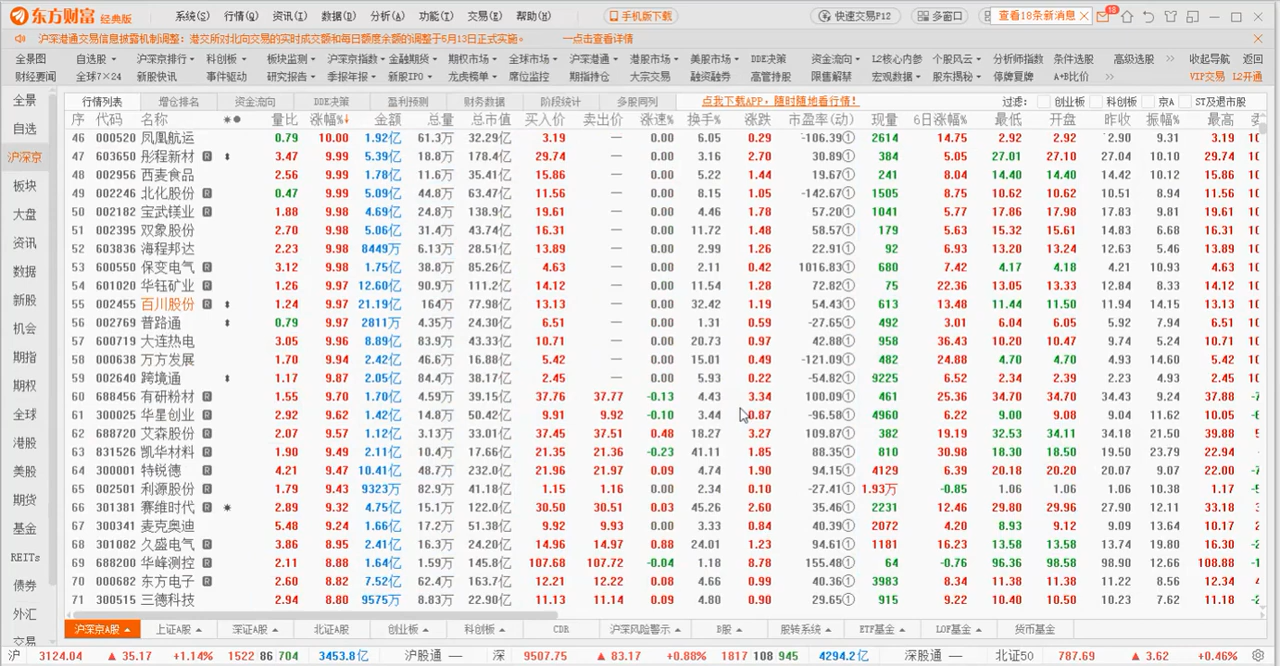 东方财富 经典版 系统(S) 行情(Q) 资讯(I) 数据(D) 分析(A) 功能(T) 交易(E) 帮助(H) 手机版下载 快速交易F12 多窗口 查看18条新消息 18
沪深港通交易信息披露机制调整：港交所对北向交易的实时成交额和每日额度余额的调整于5月13日正式实施。 一点击查看详情
全景图 自选股 沪深京排行 科创板 板块监测 沪深京指数 金融期货 期权市场 全球市场 沪深港通 港股市场 美股市场 DDE决策 资金流向 L2核心内参 个股风云 分析师指数 条件选股 高级选股 收起导航 返回
财经要闻 全球7×24 新股快讯 事件驱动 研究报告 季报年报 新股IPO 龙虎榜单 席位监控 期指持仓 大宗交易 融资融券 高管持股 限售解禁 宏观数据 股东揭秘 停牌复牌 A+B比价 VIP交易 L2开通
全景 行情列表 增仓排名 资金流向 DDE决策 盈利预测 财务数据 阶段统计 多股同列 点我下载APP，随时随地看行情！ 过滤： 创业板 科创板 京A ST及退市股
序 代码 名称 量比 涨幅%↓ 金额 总量 总市值 买入价 卖出价 涨速% 换手% 涨跌 市盈率(动) 现量 6日涨幅% 最低 开盘 昨收 振幅% 最高
46 000520 凤凰航运 0.79 10.00 1.92亿 61.3万 32.29亿 3.19 — 0.00 6.05 0.29 -106.39① 2614 14.75 2.92 2.92 2.90 9.31 3.19
47 603650 彤程新材 R 3.47 9.99 5.39亿 18.8万 178.4亿 29.74 — 0.00 3.16 2.70 30.89① 384 5.05 27.01 27.10 27.04 10.10 29.74
48 002956 西麦食品 2.56 9.99 1.78亿 11.6万 35.41亿 15.86 — 0.00 5.22 1.44 19.67① 241 8.04 14.40 14.40 14.42 10.12 15.86
49 002246 北化股份 R 0.47 9.99 5.09亿 44.8万 63.47亿 11.56 — 0.00 8.15 1.05 -142.67① 1505 8.75 10.62 10.62 10.51 8.94 11.56
50 002182 宝武镁业 R 1.88 9.98 4.69亿 24.8万 138.9亿 19.61 — 0.00 4.46 1.78 57.20① 1041 5.77 17.86 17.98 17.83 9.81 19.61
51 002395 双象股份 2.70 9.98 5.06亿 31.4万 43.74亿 16.31 — 0.00 11.72 1.48 58.57① 179 5.63 15.32 15.61 14.83 6.68 16.31
52 603836 海程邦达 2.23 9.98 8449万 6.13万 28.51亿 13.89 — 0.00 2.99 1.26 22.91① 92 6.93 13.20 13.24 12.63 5.46 13.89
53 600550 保变电气 R 3.12 9.98 1.75亿 38.8万 85.26亿 4.63 — 0.00 2.11 0.42 1016.83① 680 7.42 4.17 4.18 4.21 10.93 4.63
54 601020 华钰矿业 R 1.26 9.97 12.60亿 90.9万 111.2亿 14.12 — 0.00 11.54 1.28 72.82① 75 22.36 13.05 13.33 12.84 8.33 14.12
55 002455 百川股份 R 1.24 9.97 21.19亿 164万 77.98亿 13.13 — 0.00 32.42 1.19 54.43① 613 13.48 11.44 11.50 11.94 14.15 13.13
56 002769 普路通 0.79 9.97 2811万 4.35万 24.30亿 6.51 — 0.00 1.31 0.59 -27.65① 492 3.01 6.04 6.05 5.92 7.94 6.51
57 600719 大连热电 3.05 9.96 8.89亿 83.9万 43.33亿 10.71 — 0.00 20.73 0.97 42.88① 958 36.43 10.20 10.47 9.74 5.24 10.71
58 000638 万方发展 1.70 9.94 2.42亿 46.6万 16.88亿 5.42 — 0.00 15.01 0.49 -121.09① 482 24.88 4.70 4.70 4.93 14.60 5.42
59 002640 跨境通 1.17 9.87 2.05亿 84.4万 38.17亿 2.45 — 0.00 5.93 0.22 -54.82① 9225 6.52 2.34 2.39 2.23 4.93 2.45
60 688456 有研粉材 R 1.55 9.70 1.70亿 4.59万 39.15亿 37.76 37.77 -0.13 4.43 3.34 100.09① 461 25.36 34.70 34.70 34.43 9.24 37.88
61 300025 华星创业 R 2.92 9.62 1.42亿 14.8万 50.42亿 9.91 9.92 -0.10 3.44 0.87 -96.58① 4960 6.22 9.00 9.08 9.04 11.62 10.05
62 688720 艾森股份 R 2.07 9.57 1.12亿 3.13万 33.01亿 37.45 37.51 0.48 18.27 3.27 109.87① 382 19.19 32.53 34.11 34.18 21.50 39.88
63 831526 凯华材料 R 1.90 9.49 2.11亿 10.4万 17.66亿 21.35 21.36 -0.23 41.11 1.85 88.35① 810 30.98 18.30 18.50 19.50 23.79 22.94
64 300001 特锐德 R 4.21 9.47 10.41亿 48.7万 232.0亿 21.96 21.97 0.09 4.74 1.90 94.15① 4129 6.39 20.18 20.20 20.07 9.07 22.00
65 002501 利源股份 R 1.79 9.43 9323万 82.9万 41.18亿 1.15 1.16 0.00 2.34 0.10 -27.41① 1.93万 -0.85 1.06 1.06 1.06 10.38 1.17
66 301381 赛维时代 R 2.89 9.32 4.75亿 15.1万 122.0亿 30.50 30.51 0.03 45.26 2.60 35.46① 2231 12.46 29.80 29.96 27.90 12.11 33.18
67 300341 麦克奥迪 5.48 9.24 1.66亿 17.2万 51.38亿 9.92 9.93 0.00 3.33 0.84 40.39① 2072 4.20 8.93 9.12 9.09 13.64 10.17
68 301082 久盛电气 R 3.86 8.95 2.41亿 16.3万 24.20亿 14.96 14.97 0.88 24.01 1.23 94.61① 1181 16.23 13.58 13.58 13.74 19.80 16.30
69 688200 华峰测控 R 2.11 8.88 1.64亿 1.59万 145.8亿 107.68 107.72 -0.04 1.18 8.78 155.48① 64 -0.76 96.36 98.58 98.90 12.66 108.88
70 000682 东方电子 R 2.60 8.82 7.52亿 62.4万 163.7亿 12.21 12.22 0.08 4.66 0.99 40.36① 3983 8.34 11.38 11.38 11.22 8.56 12.34
71 300515 三德科技 2.94 8.80 9575万 8.83万 22.90亿 11.13 11.14 0.09 4.80 0.90 29.65① 915 9.22 10.40 10.50 10.23 7.62 11.18
自选
沪深京
板块
大盘
资讯
数据
新股
机会
期指
期权
全球
港股
美股
期货
基金
REITs
债券
外汇
交易
沪深京A股 上证A股 深证A股 北证A股 创业板 科创板 CDR 沪深风险警示 B股 股转系统 ETF基金 LOF基金 货币基金
沪 3124.04 ▲ 35.17 +1.14% 1522 86 704 3453.8亿 沪股通 — 深 9507.75 ▲ 83.17 +0.88% 1817 108 945 4294.2亿 深股通 — 北证50 787.69 ▲ 3.62 +0.46%